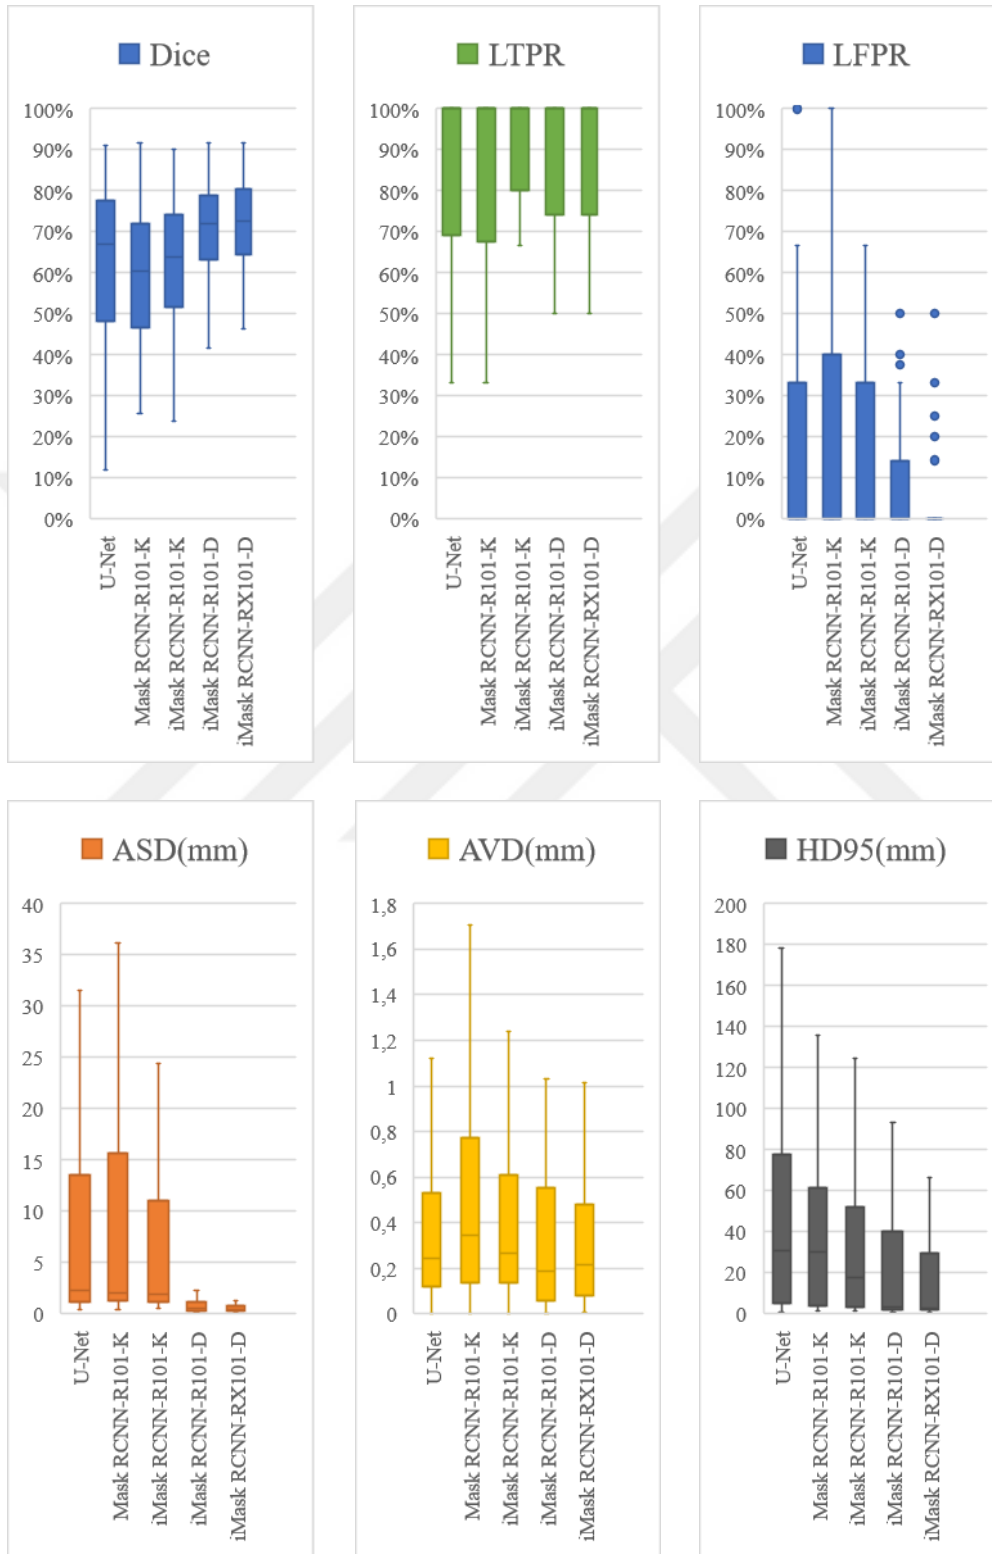 Dice
100%
90%
80%
70%
60%
50%
40%
30%
20%
10%
0%
U-Net
Mask RCNN-R101-K
iMask RCNN-R101-K
iMask RCNN-R101-D
iMask RCNN-RX101-D
LTPR
100%
90%
80%
70%
60%
50%
40%
30%
20%
10%
0%
U-Net
Mask RCNN-R101-K
iMask RCNN-R101-K
iMask RCNN-R101-D
iMask RCNN-RX101-D
LFPR
100%
90%
80%
70%
60%
50%
40%
30%
20%
10%
0%
U-Net
Mask RCNN-R101-K
iMask RCNN-R101-K
iMask RCNN-R101-D
iMask RCNN-RX101-D
ASD(mm)
40
35
30
25
20
15
10
5
0
U-Net
Mask RCNN-R101-K
iMask RCNN-R101-K
iMask RCNN-R101-D
iMask RCNN-RX101-D
AVD(mm)
1,8
1,6
1,4
1,2
1
0,8
0,6
0,4
0,2
0
U-Net
Mask RCNN-R101-K
iMask RCNN-R101-K
iMask RCNN-R101-D
iMask RCNN-RX101-D
HD95(mm)
200
180
160
140
120
100
80
60
40
20
0
U-Net
Mask RCNN-R101-K
iMask RCNN-R101-K
iMask RCNN-R101-D
iMask RCNN-RX101-D